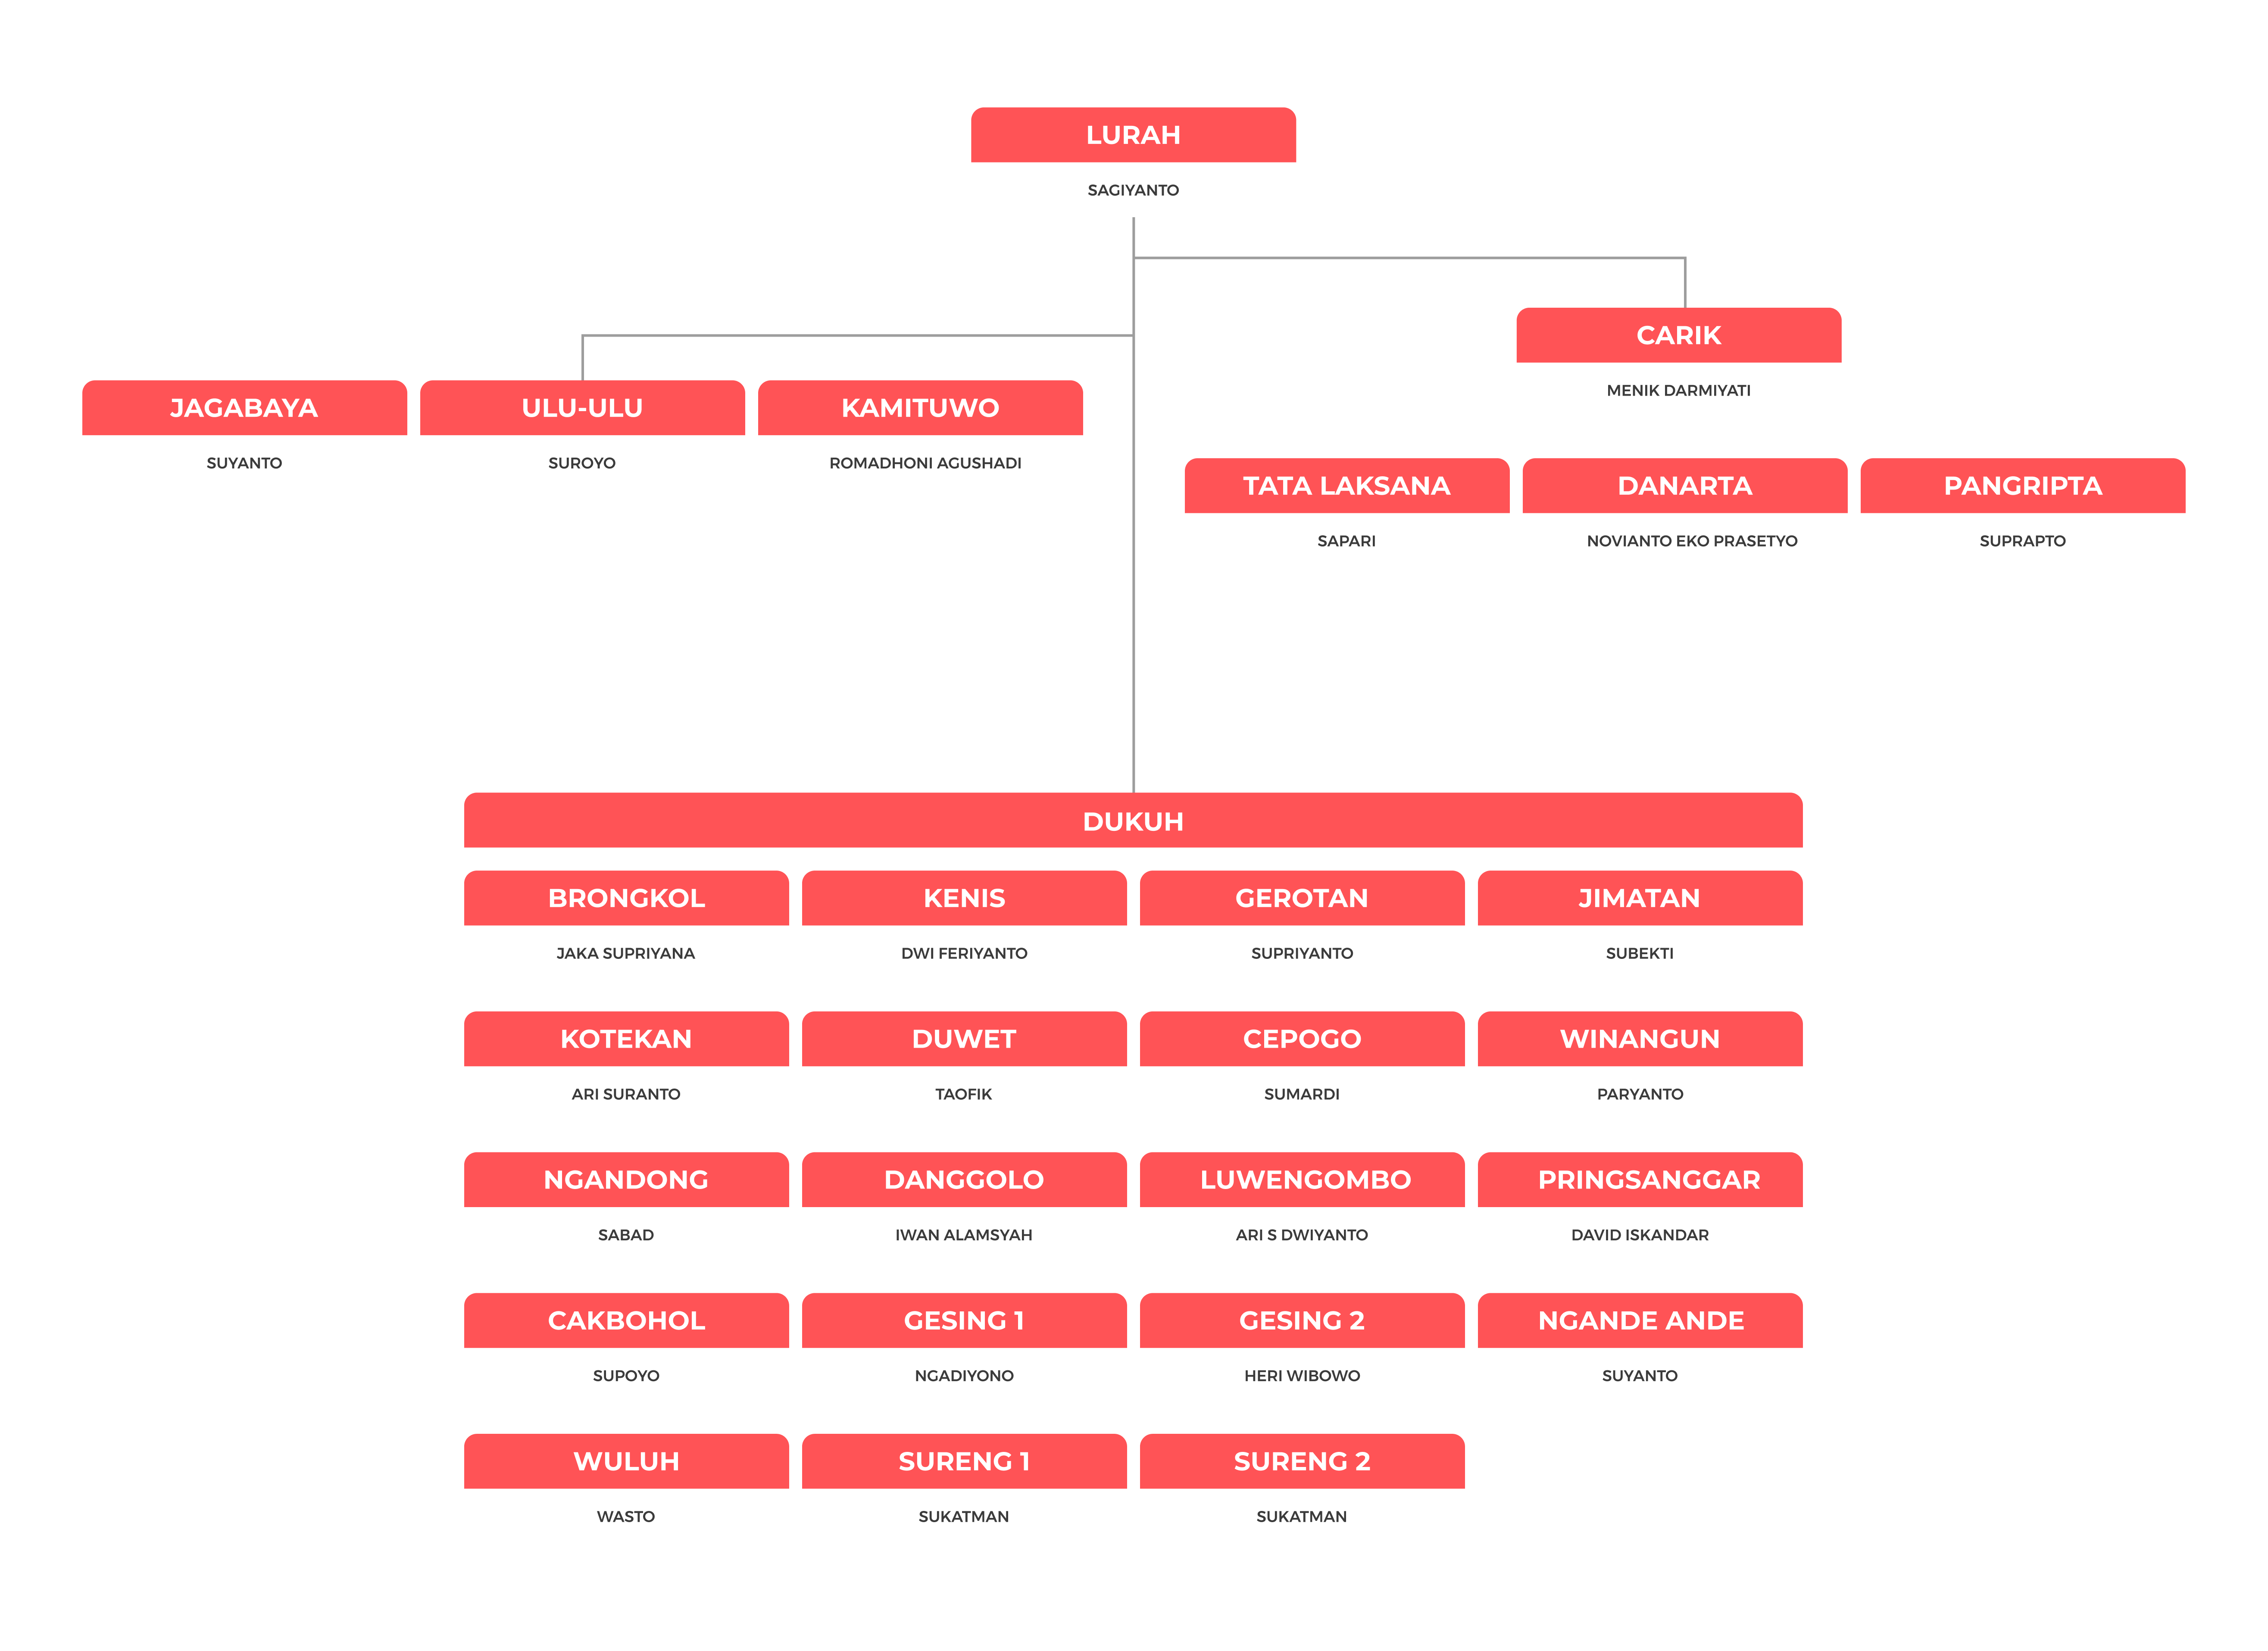 LURAH
SAGIYANTO
CARIK
MENIK DARMIYATI
JAGABAYA
ULU-ULU
KAMITUWO
SUYANTO
SUROYO
ROMADHONI AGUSHADI
TATA LAKSANA
DANARTA
PANGRIPTA
SAPARI
NOVIANTO EKO PRASETYO
SUPRAPTO
DUKUH
BRONGKOL
KENIS
GEROTAN
JIMATAN
JAKA SUPRIYANA
DWI FERIYANTO
SUPRIYANTO
SUBEKTI
KOTEKAN
DUWET
CEPOGO
WINANGUN
ARI SURANTO
TAOFIK
SUMARDI
PARYANTO
NGANDONG
DANGGOLO
LUWENGOMBO
PRINGSANGGAR
SABAD
IWAN ALAMSYAH
ARI S DWIYANTO
DAVID ISKANDAR
CAKBOHOL
GESING 1
GESING 2
NGANDE ANDE
SUPOYO
NGADIYONO
HERI WIBOWO
SUYANTO
WULUH
SURENG 1
SURENG 2
WASTO
SUKATMAN
SUKATMAN